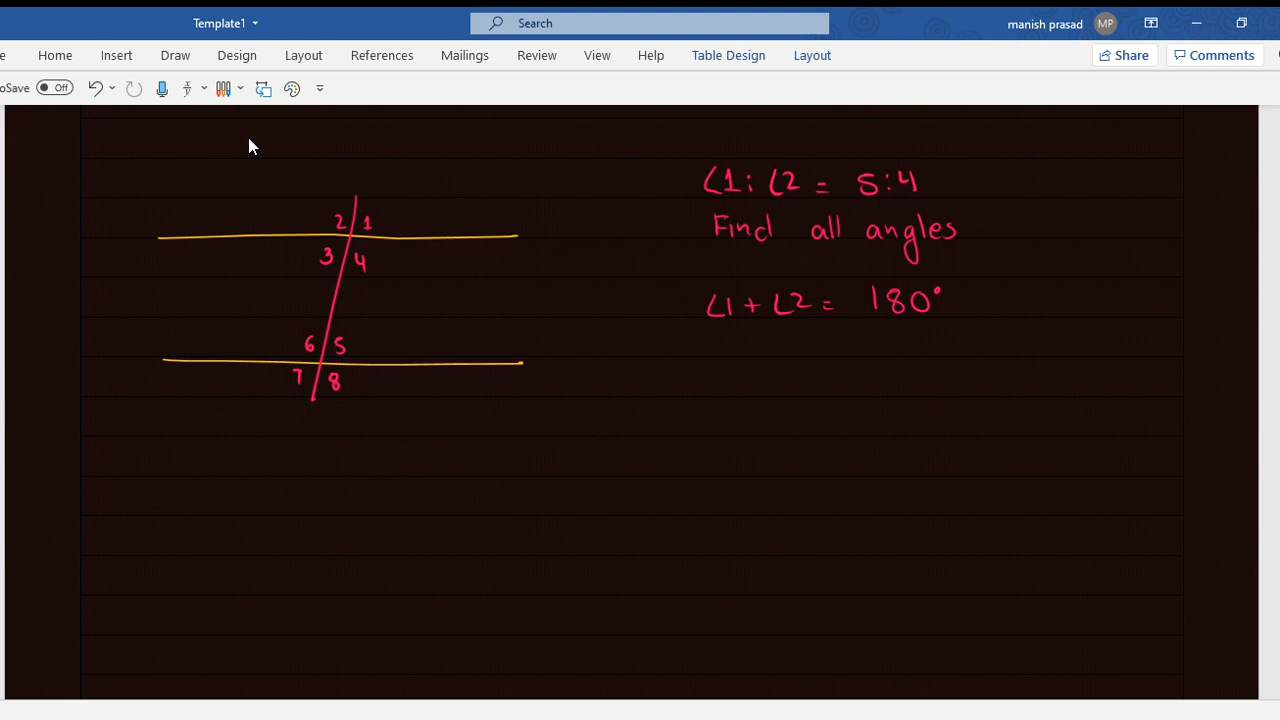 Template1
Search
manish prasad
MP
e Home Insert Draw Design Layout References Mailings Review View Help Table Design Layout Share Comments
oSave Off
∠1 : ∠2 = 5:4
Find all angles
∠1 + ∠2 = 180°
2 1
3 4
6 5
7 8